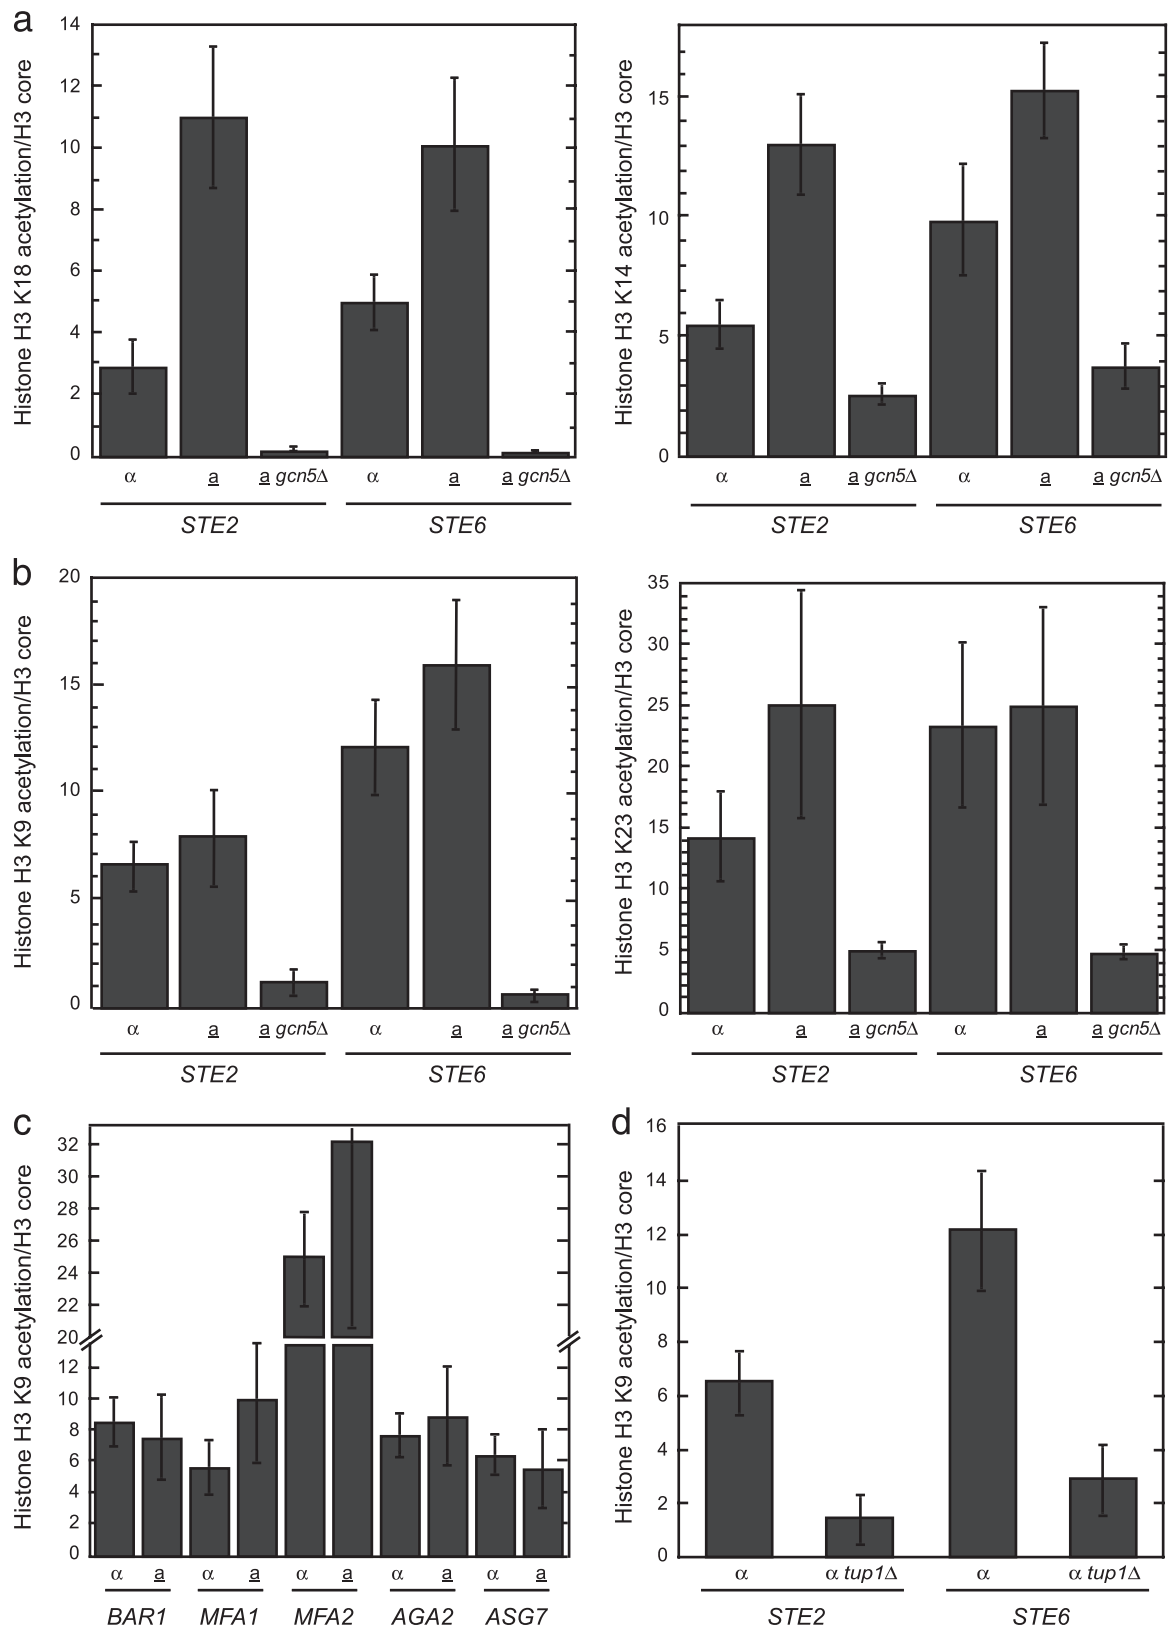 a
Histone H3 K18 acetylation/H3 core
14
12
10
8
6
4
2
0
α a a gcn5Δ α a a gcn5Δ
STE2 STE6
Histone H3 K14 acetylation/H3 core
15
10
5
0
α a a gcn5Δ α a a gcn5Δ
STE2 STE6
b
Histone H3 K9 acetylation/H3 core
20
15
10
5
0
α a a gcn5Δ α a a gcn5Δ
STE2 STE6
Histone H3 K23 acetylation/H3 core
35
30
25
20
15
10
5
0
α a a gcn5Δ α a a gcn5Δ
STE2 STE6
c
Histone H3 K9 acetylation/H3 core
32
30
28
26
24
22
20
12
10
8
6
4
2
0
α a α a α a α a α a
BAR1 MFA1 MFA2 AGA2 ASG7
d
Histone H3 K9 acetylation/H3 core
16
14
12
10
8
6
4
2
0
α α tup1Δ α α tup1Δ
STE2 STE6